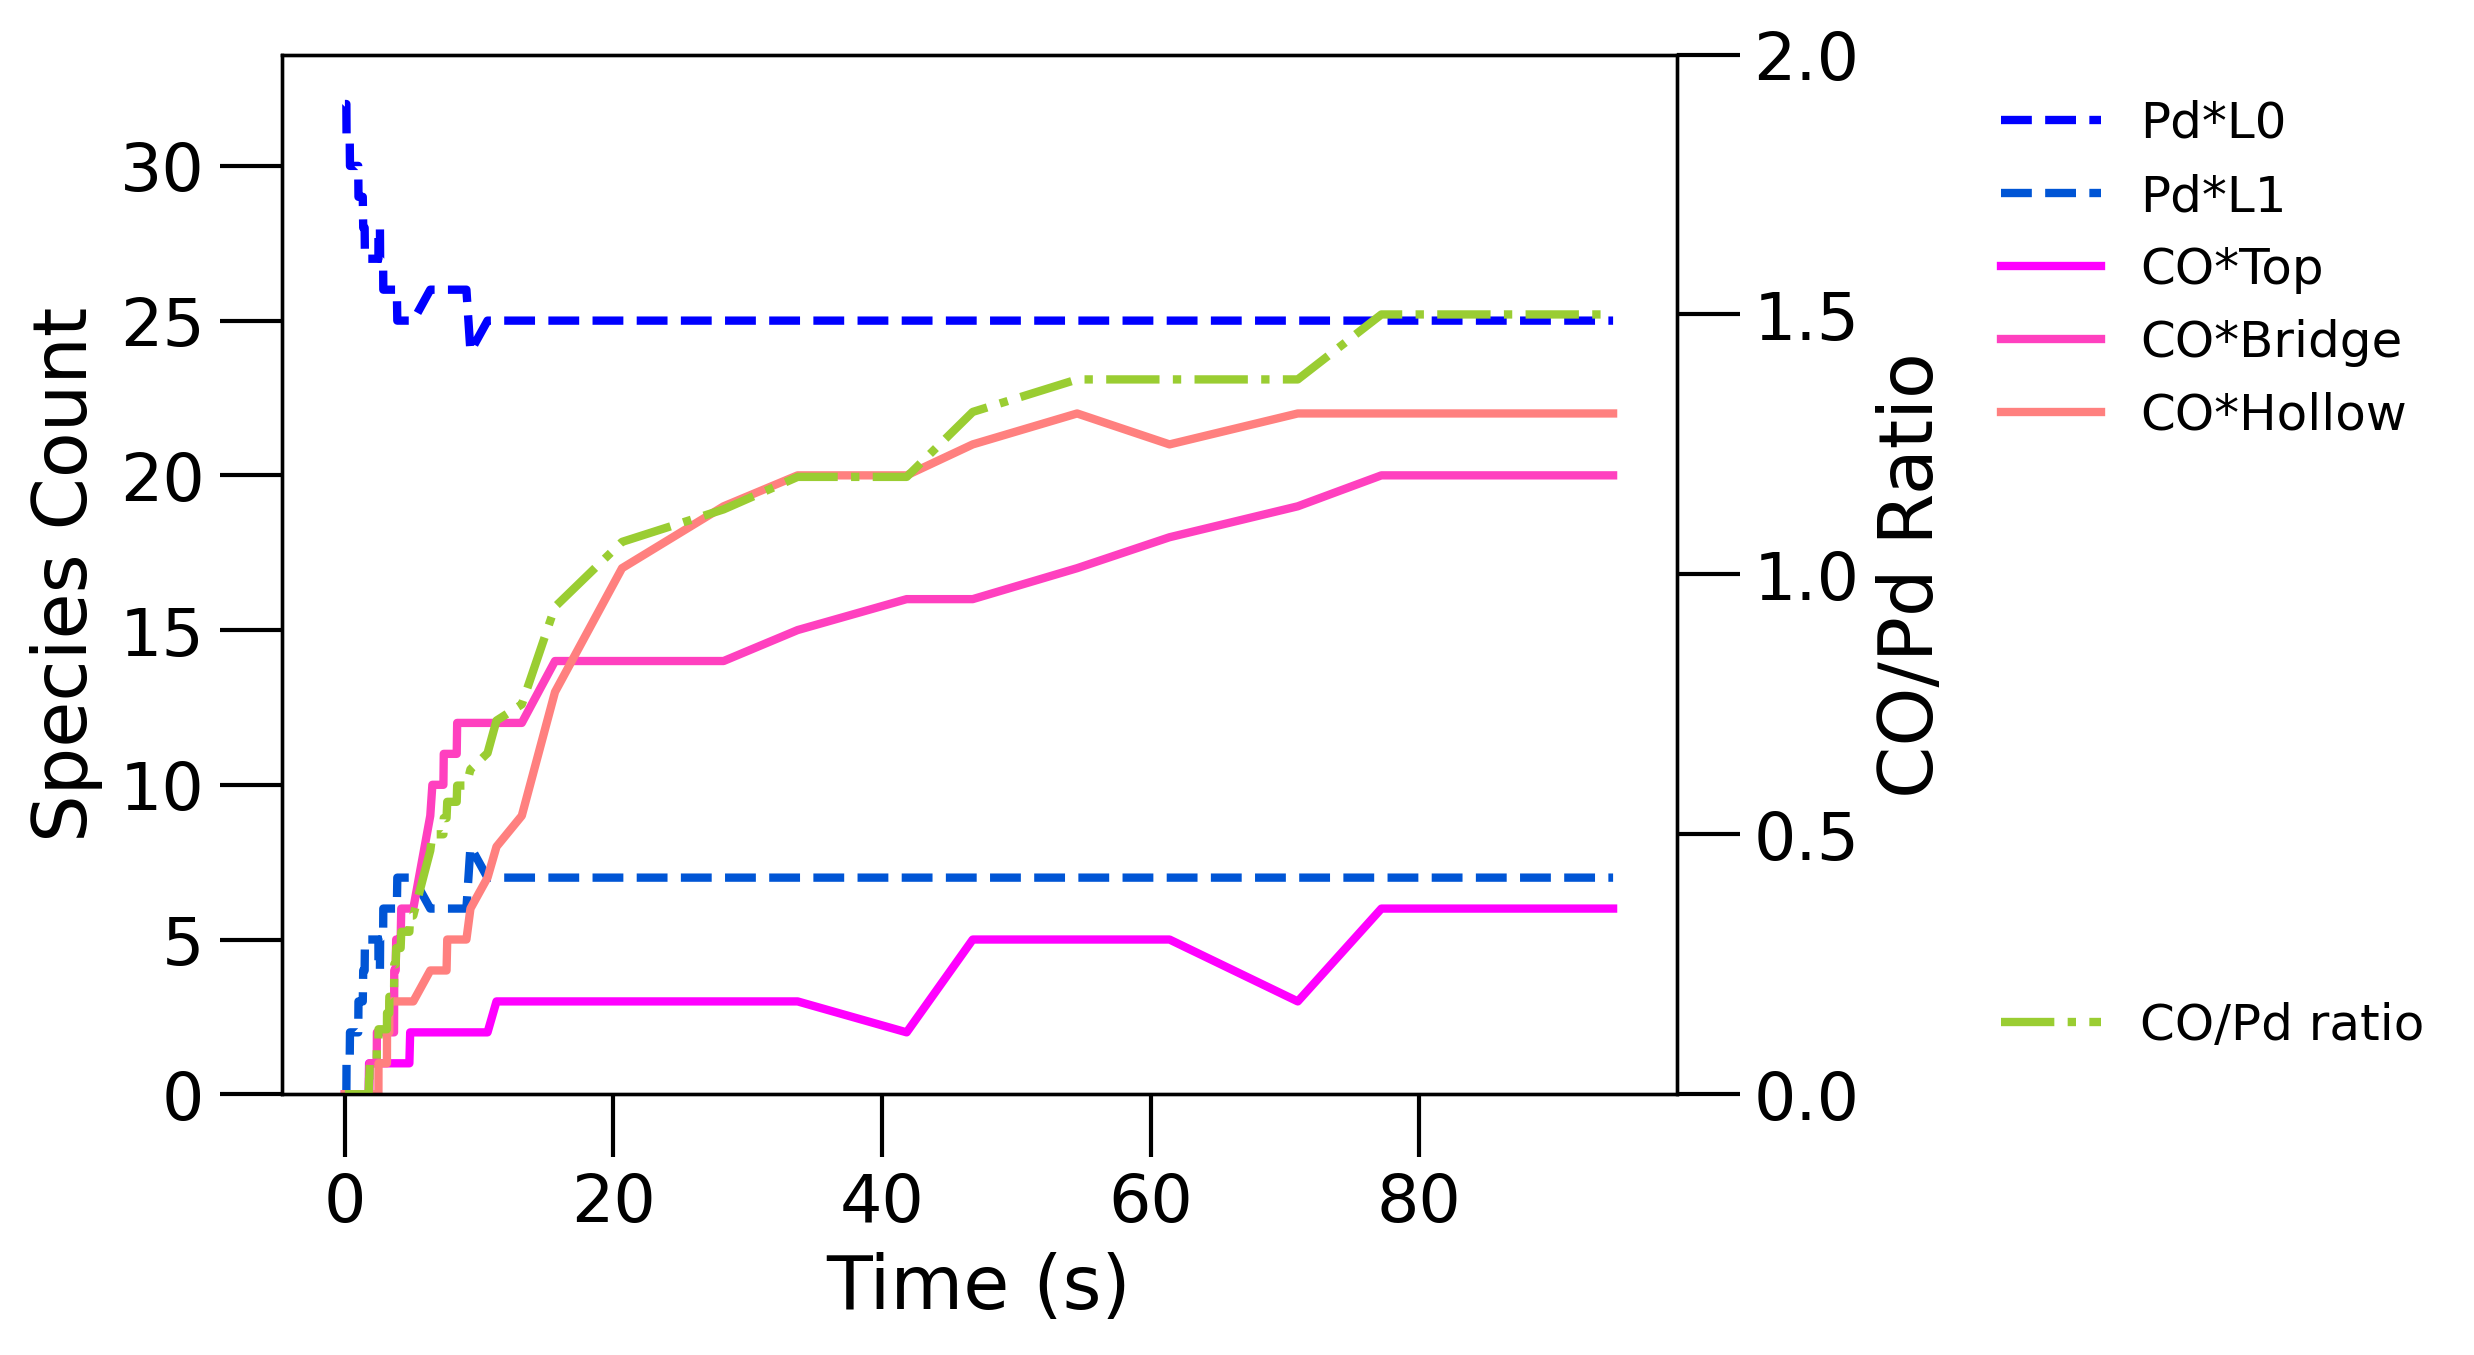 Species Count
30
25
20
15
10
5
0
0 20 40 60 80
Time (s)
2.0
1.5
1.0
0.5
0.0
CO/Pd Ratio
Pd*L0
Pd*L1
CO*Top
CO*Bridge
CO*Hollow
CO/Pd ratio